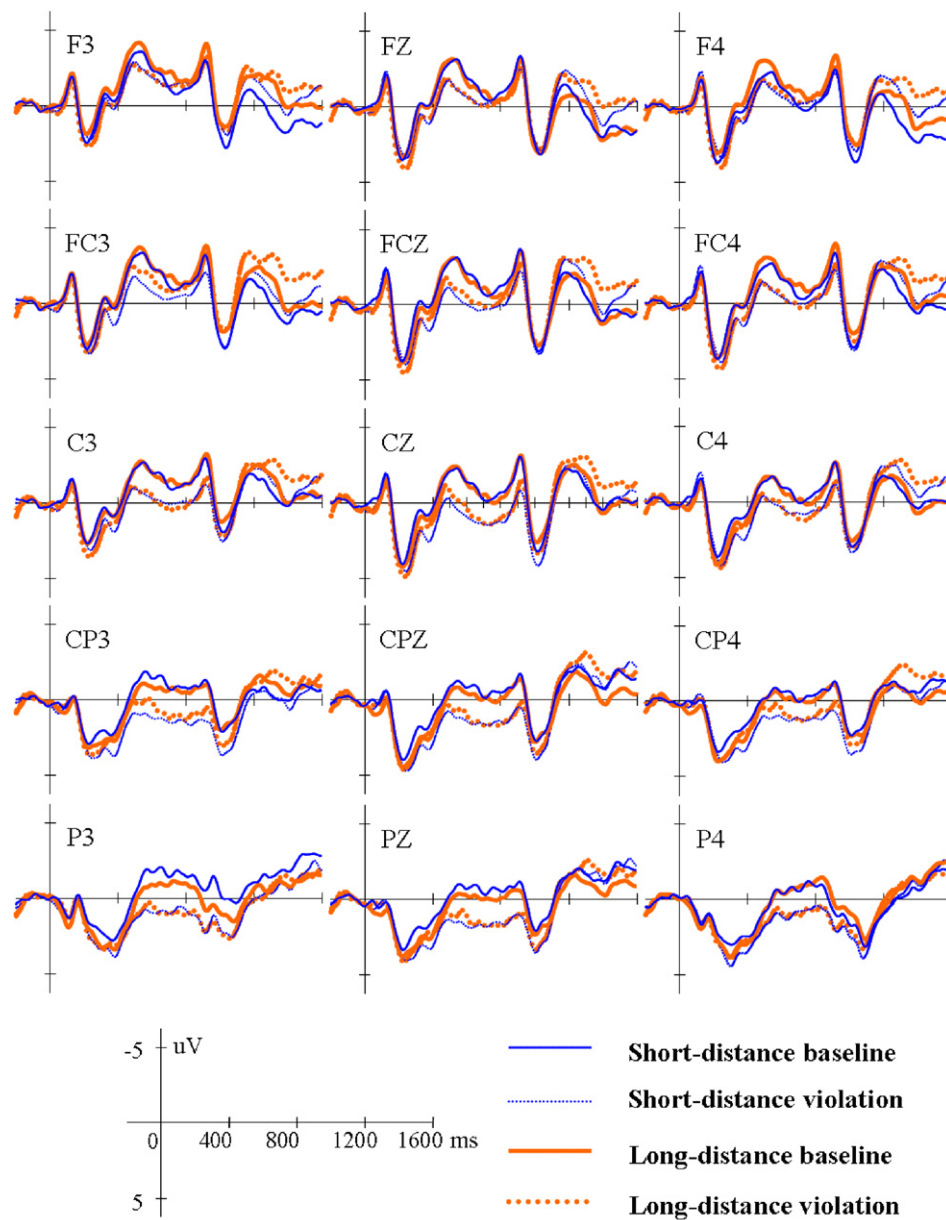 F3 FZ F4
FC3 FCZ FC4
C3 CZ C4
CP3 CPZ CP4
P3 PZ P4
-5 uV
0 400 800 1200 1600 ms
5
Short-distance baseline
Short-distance violation
Long-distance baseline
Long-distance violation